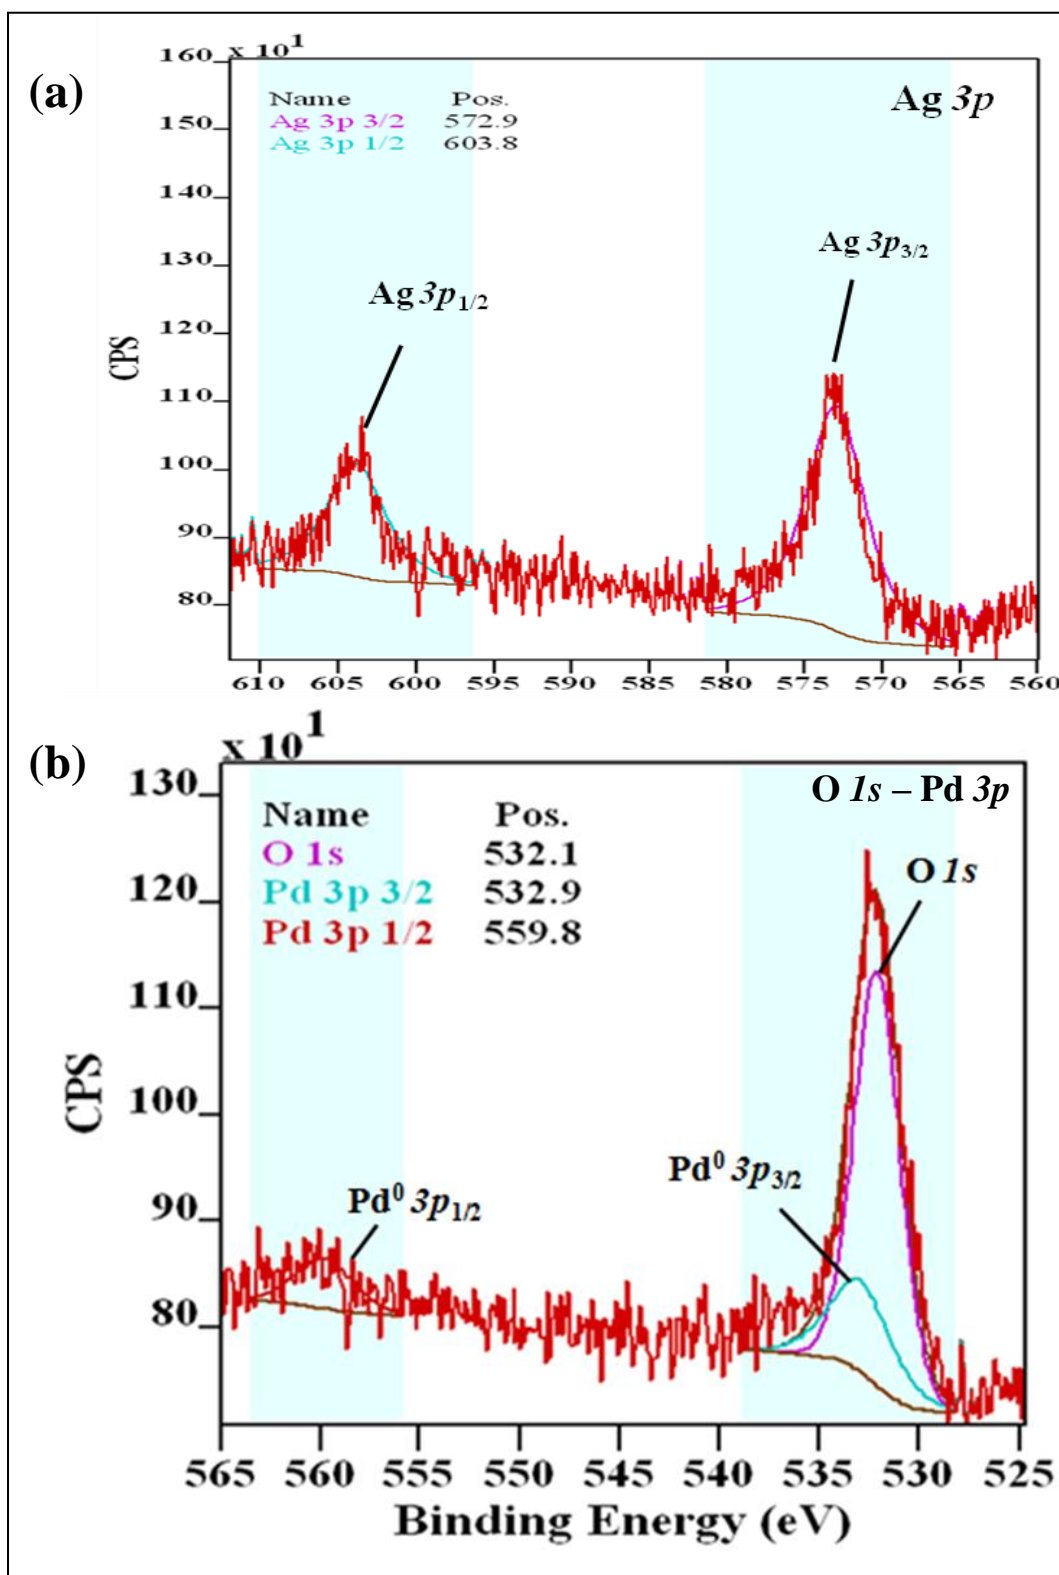 (a)
160 x 10¹
Name Pos.
Ag 3p 3/2 572.9
Ag 3p 1/2 603.8
Ag 3p
150
140
130
Ag 3p3/2
Ag 3p1/2
120
CPS
110
100
90
80
610 605 600 595 590 585 580 575 570 565 560
(b)
x 10¹
130
O 1s – Pd 3p
Name Pos.
O 1s 532.1
Pd 3p 3/2 532.9
Pd 3p 1/2 559.8
O 1s
120
110
CPS
100
Pd⁰ 3p3/2
90
Pd⁰ 3p1/2
80
565 560 555 550 545 540 535 530 525
Binding Energy (eV)